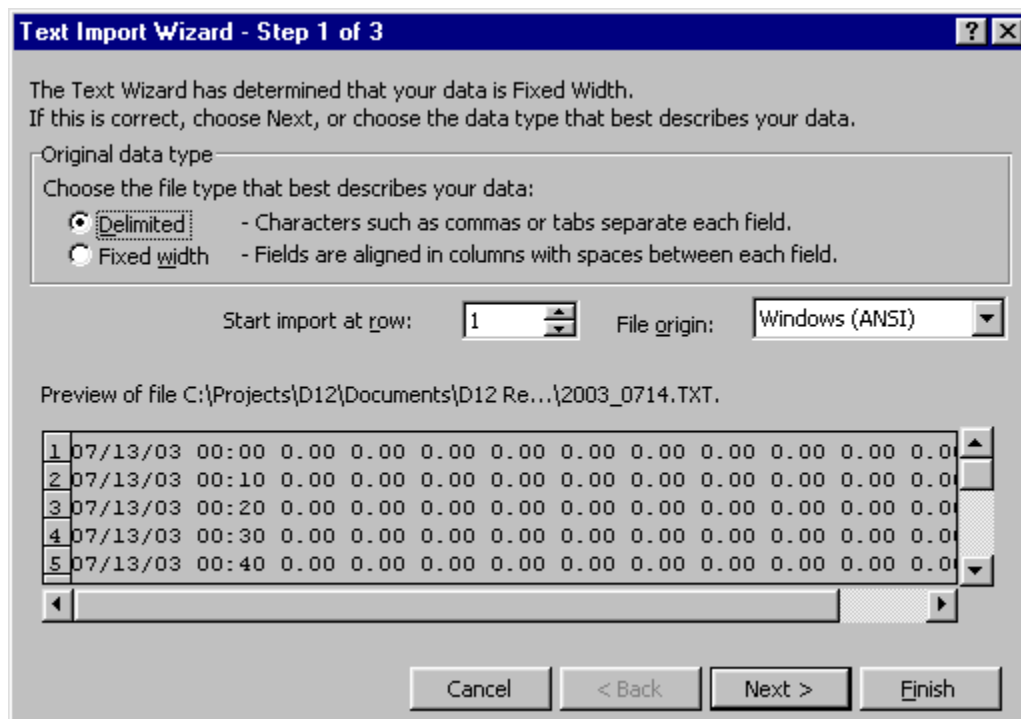 Text Import Wizard - Step 1 of 3
The Text Wizard has determined that your data is Fixed Width.
If this is correct, choose Next, or choose the data type that best describes your data.
Original data type
Choose the file type that best describes your data:
Delimited - Characters such as commas or tabs separate each field.
Fixed width - Fields are aligned in columns with spaces between each field.
Start import at row: 1 File origin: Windows (ANSI)
Preview of file C:\Projects\D12\Documents\D12 Re...\2003_0714.TXT.
1 07/13/03 00:00 0.00 0.00 0.00 0.00 0.00 0.00 0.00 0.00 0.00 0.0
2 07/13/03 00:10 0.00 0.00 0.00 0.00 0.00 0.00 0.00 0.00 0.00 0.0
3 07/13/03 00:20 0.00 0.00 0.00 0.00 0.00 0.00 0.00 0.00 0.00 0.0
4 07/13/03 00:30 0.00 0.00 0.00 0.00 0.00 0.00 0.00 0.00 0.00 0.0
5 07/13/03 00:40 0.00 0.00 0.00 0.00 0.00 0.00 0.00 0.00 0.00 0.0
Cancel < Back Next > Finish